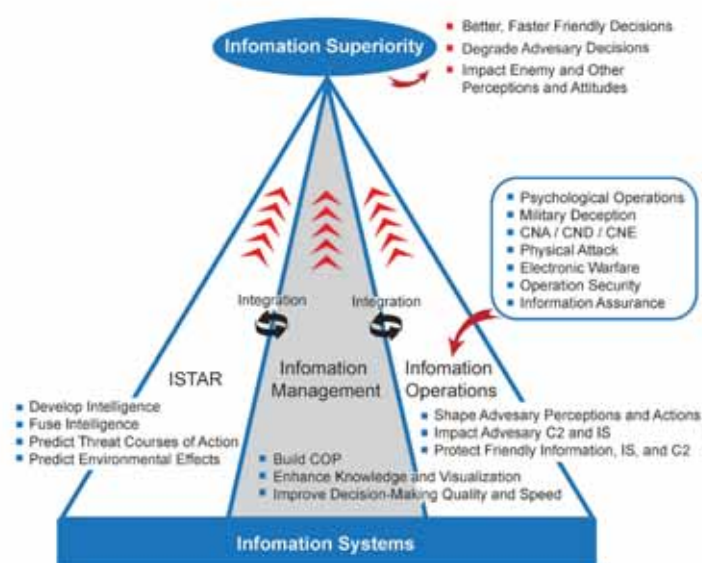 Infomation Superiority
Better, Faster Friendly Decisions
Degrade Advesary Decisions
Impact Enemy and Other
Perceptions and Attitudes
Psychological Operations
Military Deception
CNA / CND / CNE
Physical Attack
Electronic Warfare
Operation Security
Information Assurance
Integration
Integration
ISTAR
Develop Intelligence
Fuse Intelligence
Predict Threat Courses of Action
Predict Environmental Effects
Infomation
Management
Build COP
Enhance Knowledge and Visualization
Improve Decision-Making Quality and Speed
Infomation
Operations
Shape Advesary Perceptions and Actions
Impact Advesary C2 and IS
Protect Friendly Information, IS, and C2
Infomation Systems